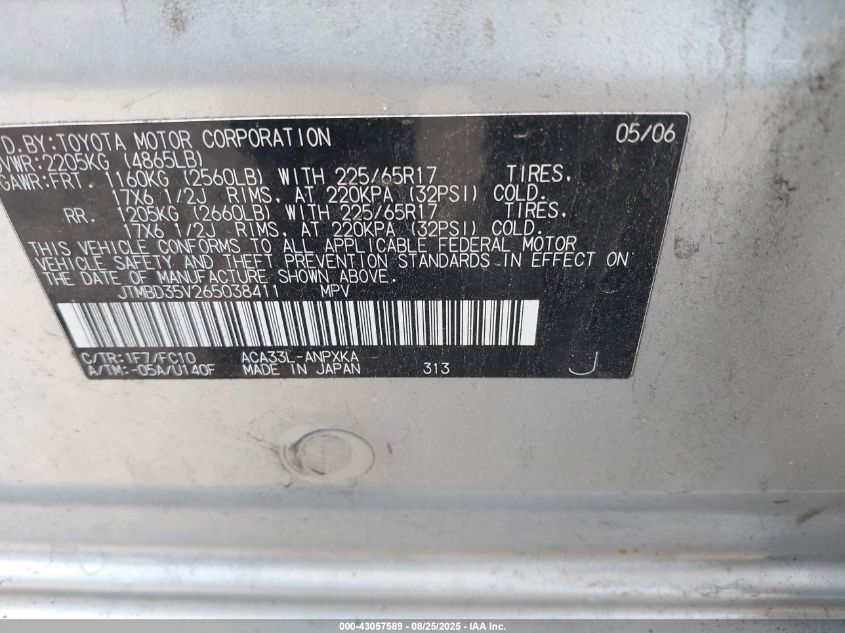 D. BY: TOYOTA MOTOR CORPORATION 05/06
VWR: 2205KG (4865LB)
GAWR: FRT. 1160KG (2560LB) WITH 225/65R17 TIRES,
17X6 1/2J RIMS, AT 220KPA (32PSI) COLD.
RR. 1205KG (2660LB) WITH 225/65R17 TIRES,
17X6 1/2J RIMS, AT 220KPA (32PSI) COLD.
THIS VEHICLE CONFORMS TO ALL APPLICABLE FEDERAL MOTOR
VEHICLE SAFETY AND THEFT PREVENTION STANDARDS IN EFFECT ON
THE DATE OF MANUFACTURE SHOWN ABOVE.
JTMBD35V265038411 MPV
C/TR: 1F7/FC10 ACA33L-ANPXKA
A/TM: -05A/U140F MADE IN JAPAN 313 J
000-43057589 - 08/25/2025 - IAA Inc.